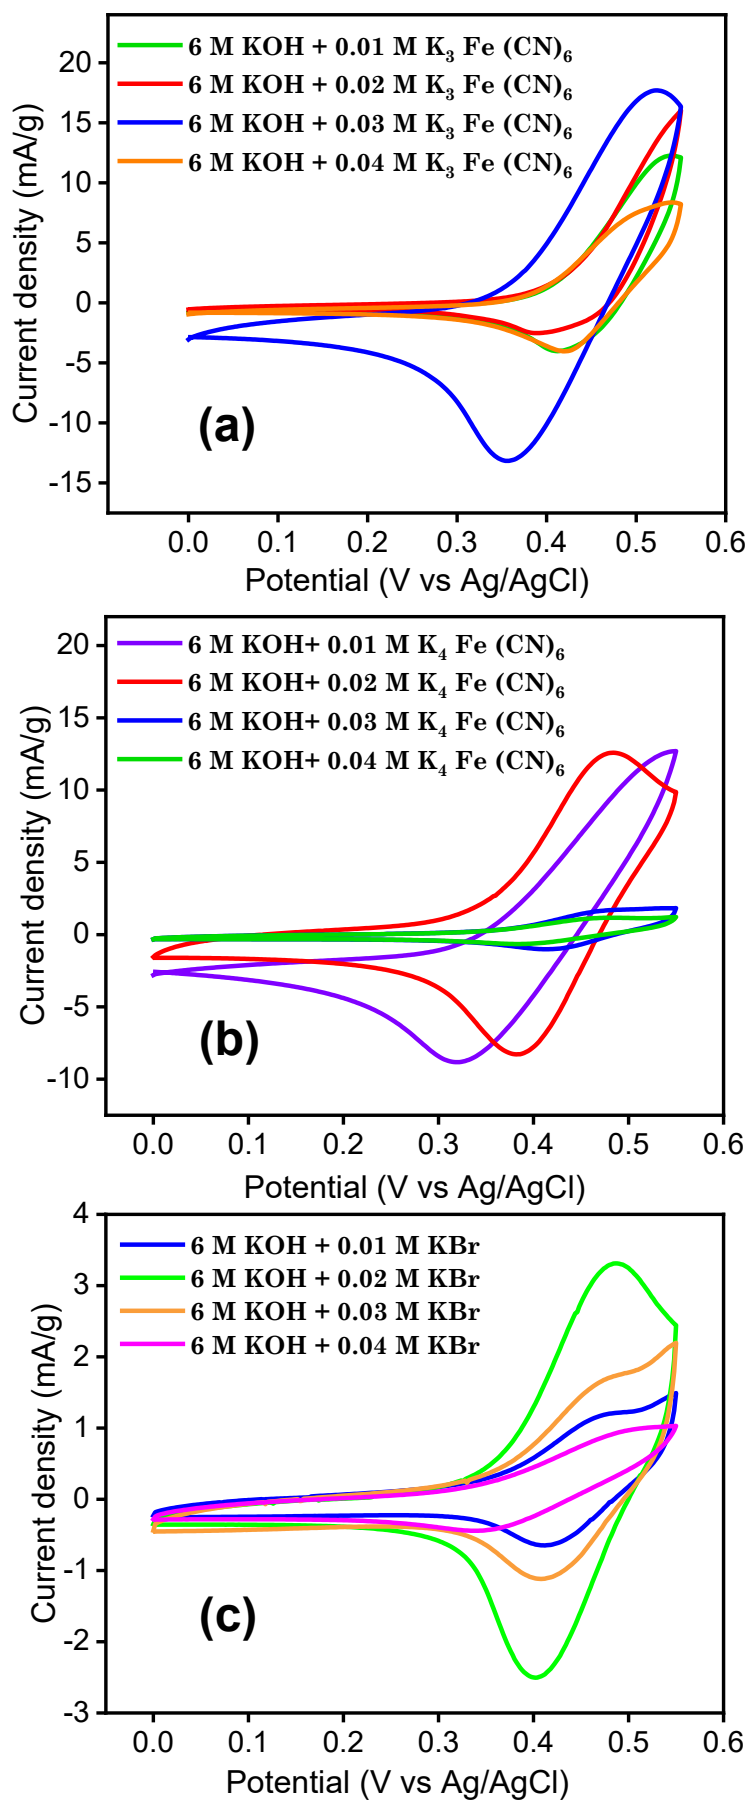 20
15
10
5
0
-5
-10
-15
Current density (mA/g)
6 M KOH + 0.01 M K3 Fe (CN)6
6 M KOH + 0.02 M K3 Fe (CN)6
6 M KOH + 0.03 M K3 Fe (CN)6
6 M KOH + 0.04 M K3 Fe (CN)6
(a)
0.0 0.1 0.2 0.3 0.4 0.5 0.6
Potential (V vs Ag/AgCl)
20
15
10
5
0
-5
-10
Current density (mA/g)
6 M KOH+ 0.01 M K4 Fe (CN)6
6 M KOH+ 0.02 M K4 Fe (CN)6
6 M KOH+ 0.03 M K4 Fe (CN)6
6 M KOH+ 0.04 M K4 Fe (CN)6
(b)
0.0 0.1 0.2 0.3 0.4 0.5 0.6
Potential (V vs Ag/AgCl)
4
3
2
1
0
-1
-2
-3
Current density (mA/g)
6 M KOH + 0.01 M KBr
6 M KOH + 0.02 M KBr
6 M KOH + 0.03 M KBr
6 M KOH + 0.04 M KBr
(c)
0.0 0.1 0.2 0.3 0.4 0.5 0.6
Potential (V vs Ag/AgCl)